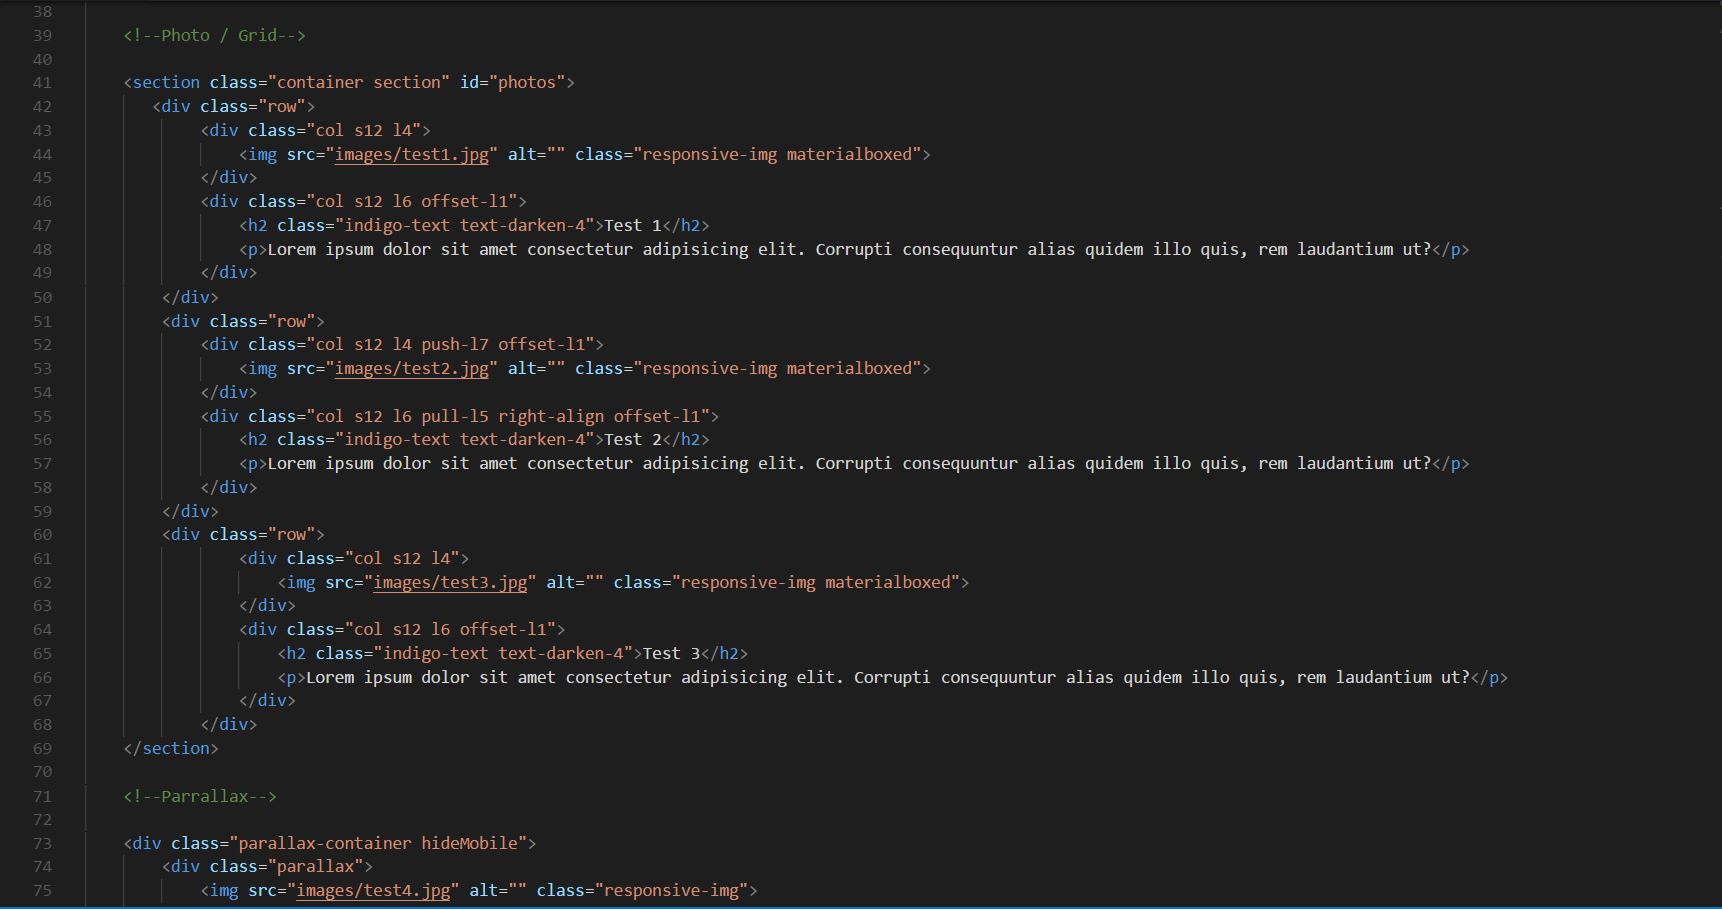 38
39 <!--Photo / Grid-->
40
41 <section class="container section" id="photos">
42 <div class="row">
43 <div class="col s12 l4">
44 <img src="images/test1.jpg" alt="" class="responsive-img materialboxed">
45 </div>
46 <div class="col s12 l6 offset-l1">
47 <h2 class="indigo-text text-darken-4">Test 1</h2>
48 <p>Lorem ipsum dolor sit amet consectetur adipisicing elit. Corrupti consequuntur alias quidem illo quis, rem laudantium ut?</p>
49 </div>
50 </div>
51 <div class="row">
52 <div class="col s12 l4 push-l7 offset-l1">
53 <img src="images/test2.jpg" alt="" class="responsive-img materialboxed">
54 </div>
55 <div class="col s12 l6 pull-l5 right-align offset-l1">
56 <h2 class="indigo-text text-darken-4">Test 2</h2>
57 <p>Lorem ipsum dolor sit amet consectetur adipisicing elit. Corrupti consequuntur alias quidem illo quis, rem laudantium ut?</p>
58 </div>
59 </div>
60 <div class="row">
61 <div class="col s12 l4">
62 <img src="images/test3.jpg" alt="" class="responsive-img materialboxed">
63 </div>
64 <div class="col s12 l6 offset-l1">
65 <h2 class="indigo-text text-darken-4">Test 3</h2>
66 <p>Lorem ipsum dolor sit amet consectetur adipisicing elit. Corrupti consequuntur alias quidem illo quis, rem laudantium ut?</p>
67 </div>
68 </div>
69 </section>
70
71 <!--Parrallax-->
72
73 <div class="parallax-container hideMobile">
74 <div class="parallax">
75 <img src="images/test4.jpg" alt="" class="responsive-img">